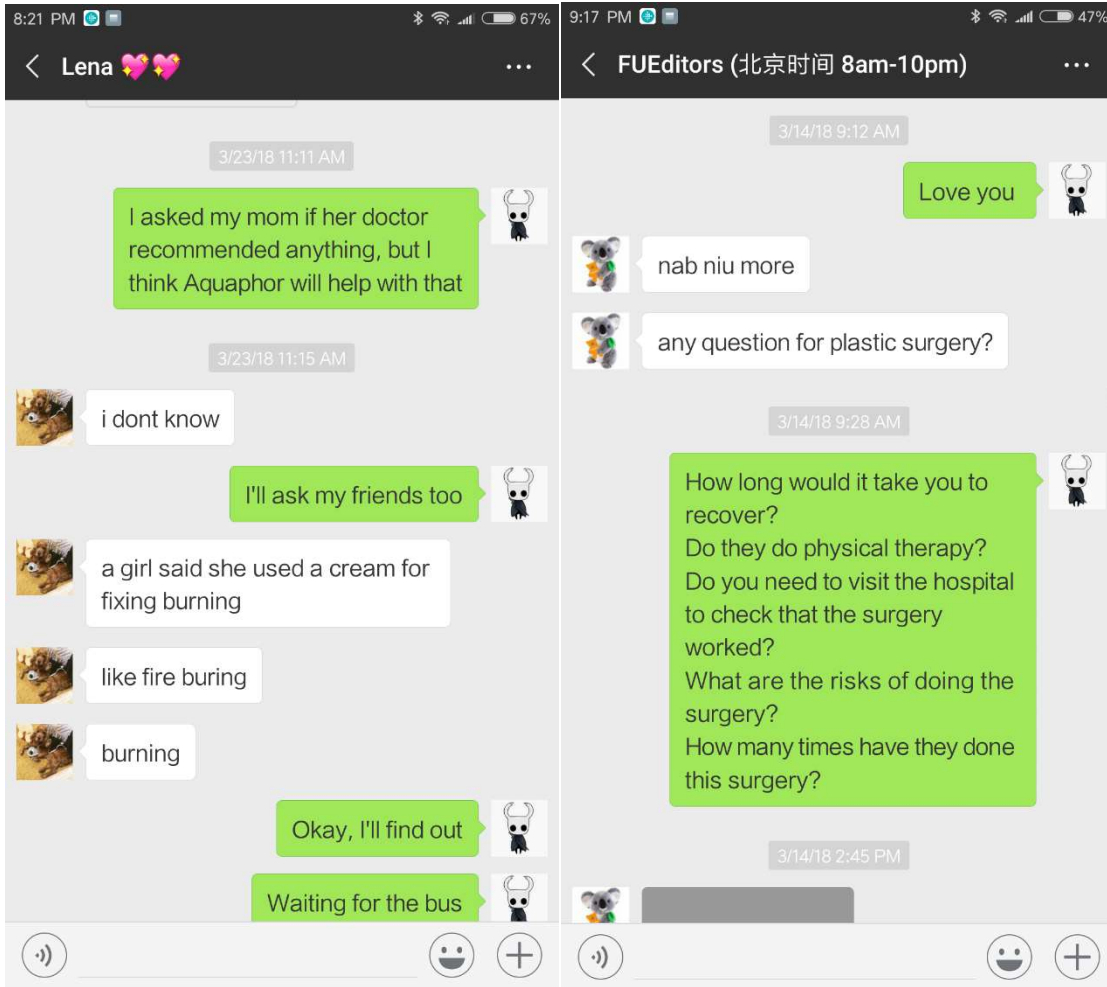 8:21 PM
67%
Lena
3/23/18 11:11 AM
I asked my mom if her doctor
recommended anything, but I
think Aquaphor will help with that
3/23/18 11:15 AM
i dont know
I'll ask my friends too
a girl said she used a cream for
fixing burning
like fire buring
burning
Okay, I'll find out
Waiting for the bus
9:17 PM
47%
FUEditors (北京时间 8am-10pm)
3/14/18 9:12 AM
Love you
nab niu more
any question for plastic surgery?
3/14/18 9:28 AM
How long would it take you to
recover?
Do they do physical therapy?
Do you need to visit the hospital
to check that the surgery
worked?
What are the risks of doing the
surgery?
How many times have they done
this surgery?
3/14/18 2:45 PM